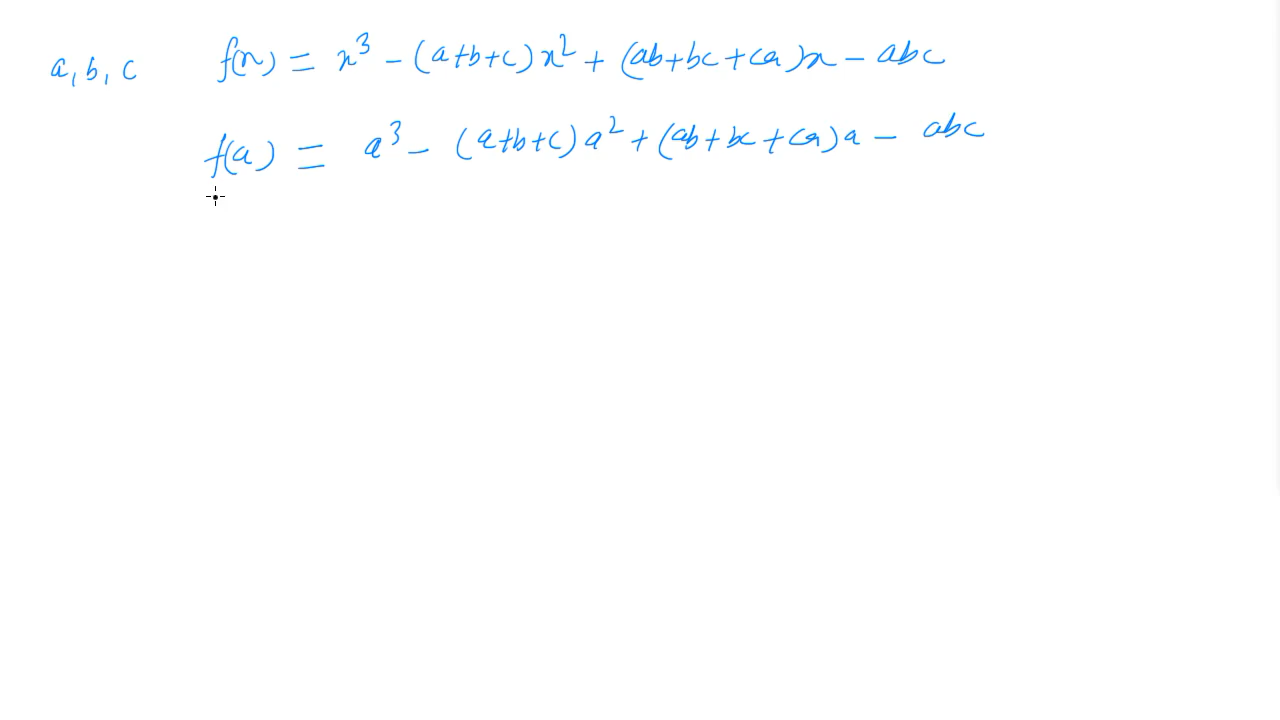 a, b, c f(x) = x³ - (a+b+c)x² + (ab+bc+ca)x - abc
f(a) = a³ - (a+b+c)a² + (ab+bc+ca)a - abc